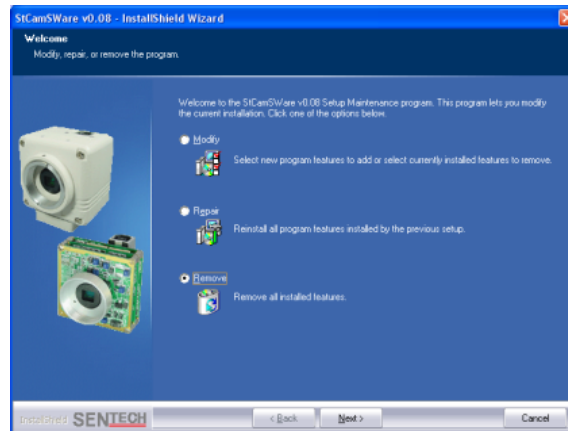 StCamSWare v0.08 - InstallShield Wizard
Welcome
Modify, repair, or remove the program.
Welcome to the StCamSWare v0.08 Setup Maintenance program. This program lets you modify
the current installation. Click one of the options below.
Modify
Select new program features to add or select currently installed features to remove.
Repair
Reinstall all program features installed by the previous setup.
Remove
Remove all installed features.
InstallShield SENTECH
< Back Next > Cancel